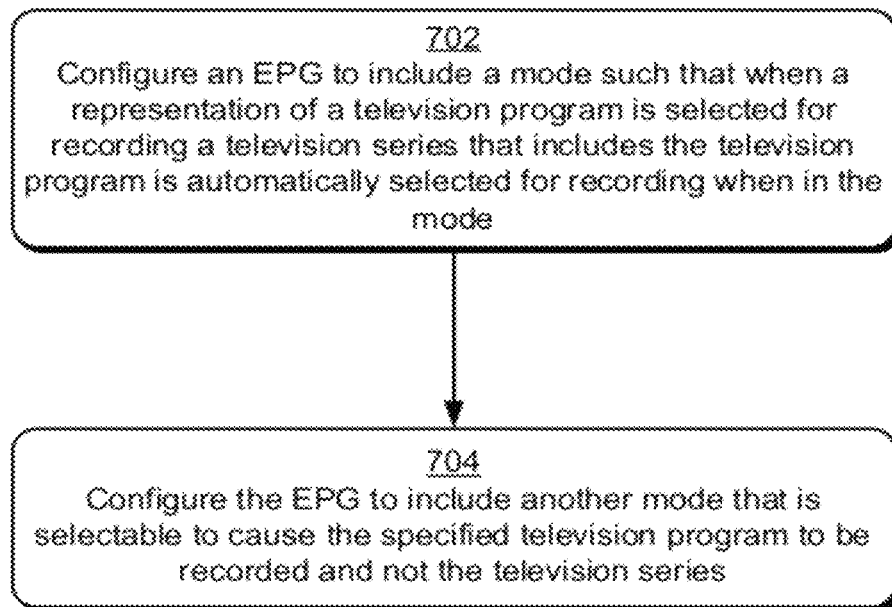 702
Configure an EPG to include a mode such that when a
representation of a television program is selected for
recording a television series that includes the television
program is automatically selected for recording when in the
mode
704
Configure the EPG to include another mode that is
selectable to cause the specified television program to be
recorded and not the television series